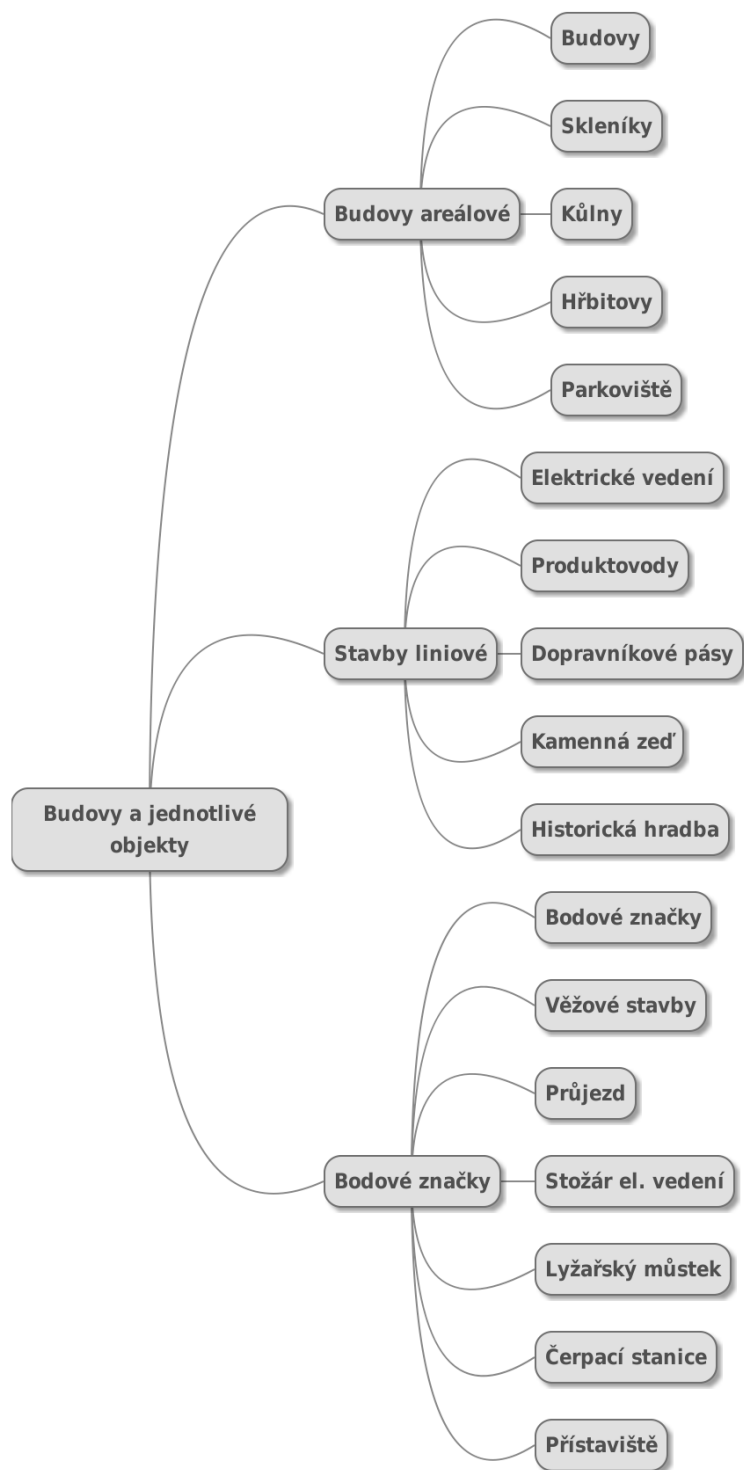 Budovy a jednotlivé
objekty
Budovy areálové
Budovy
Skleníky
Kůlny
Hřbitovy
Parkoviště
Stavby liniové
Elektrické vedení
Produktovody
Dopravníkové pásy
Kamenná zeď
Historická hradba
Bodové značky
Bodové značky
Věžové stavby
Průjezd
Stožár el. vedení
Lyžařský můstek
Čerpací stanice
Přístaviště